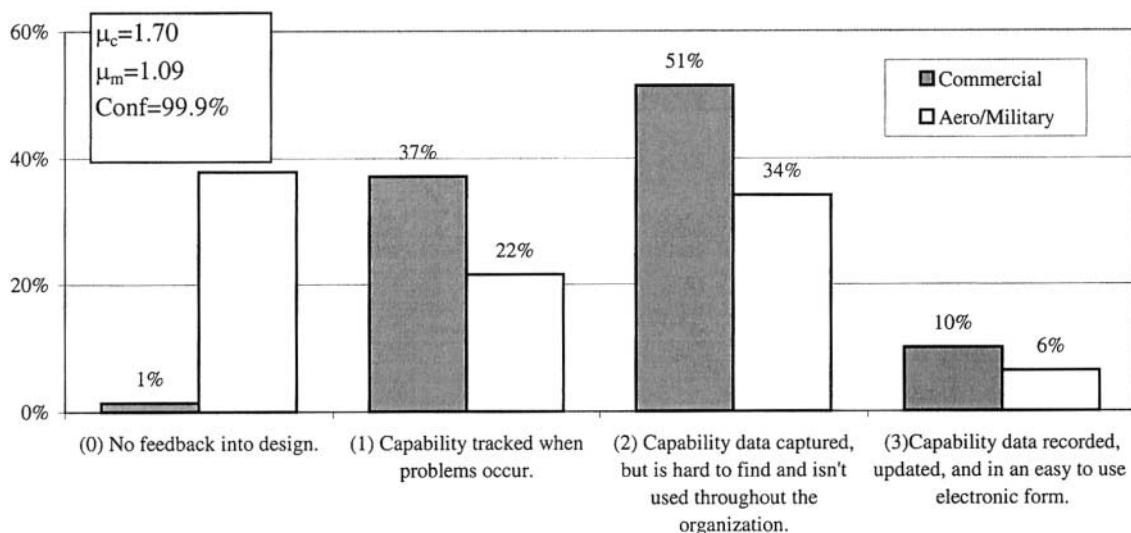 60%
40%
20%
0%
μc=1.70
μm=1.09
Conf=99.9%
Commercial
Aero/Military
1%
37%
22%
51%
34%
10%
6%
(0) No feedback into design.
(1) Capability tracked when
problems occur.
(2) Capability data captured,
but is hard to find and isn't
used throughout the
organization.
(3)Capability data recorded,
updated, and in an easy to use
electronic form.